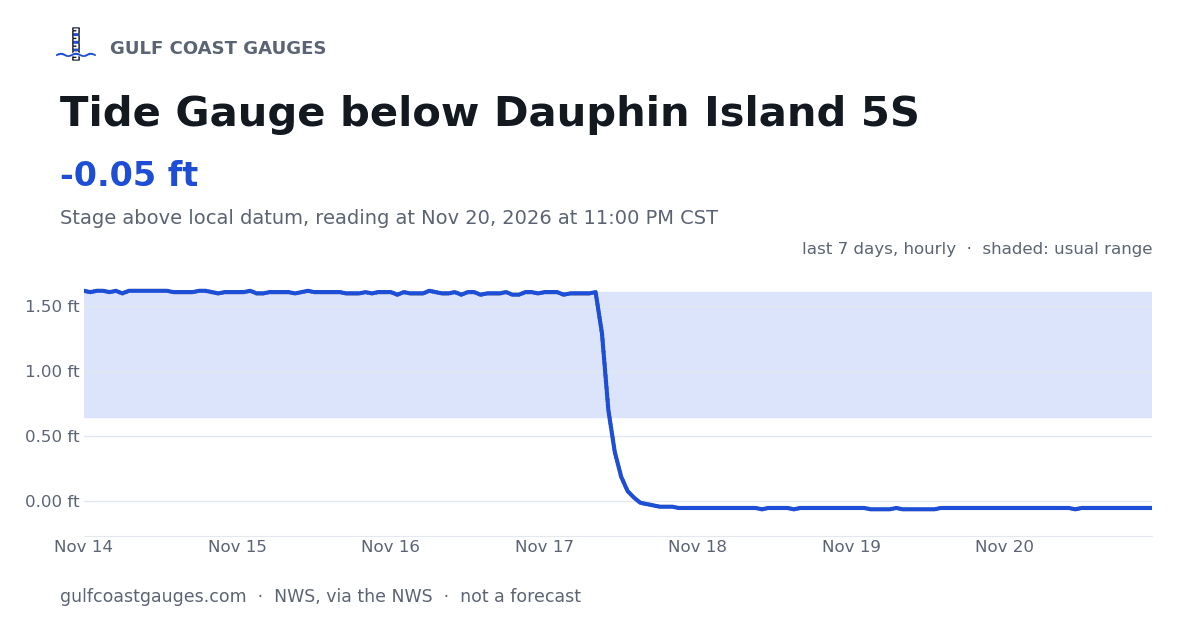 GULF COAST GAUGES
Tide Gauge below Dauphin Island 5S
-0.05 ft
Stage above local datum, reading at Nov 20, 2026 at 11:00 PM CST
last 7 days, hourly · shaded: usual range
1.50 ft
1.00 ft
0.50 ft
0.00 ft
Nov 14 Nov 15 Nov 16 Nov 17 Nov 18 Nov 19 Nov 20
gulfcoastgauges.com · NWS, via the NWS · not a forecast